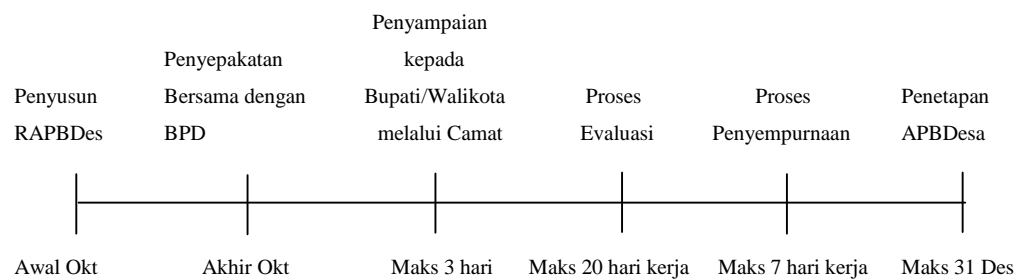 Penyusun
RAPBDes
Penyepakatan
Bersama dengan
BPD
Penyampaian
kepada
Bupati/Walikota
melalui Camat
Proses
Evaluasi
Proses
Penyempurnaan
Penetapan
APBDesa
Awal Okt
Akhir Okt
Maks 3 hari
Maks 20 hari kerja
Maks 7 hari kerja
Maks 31 Des